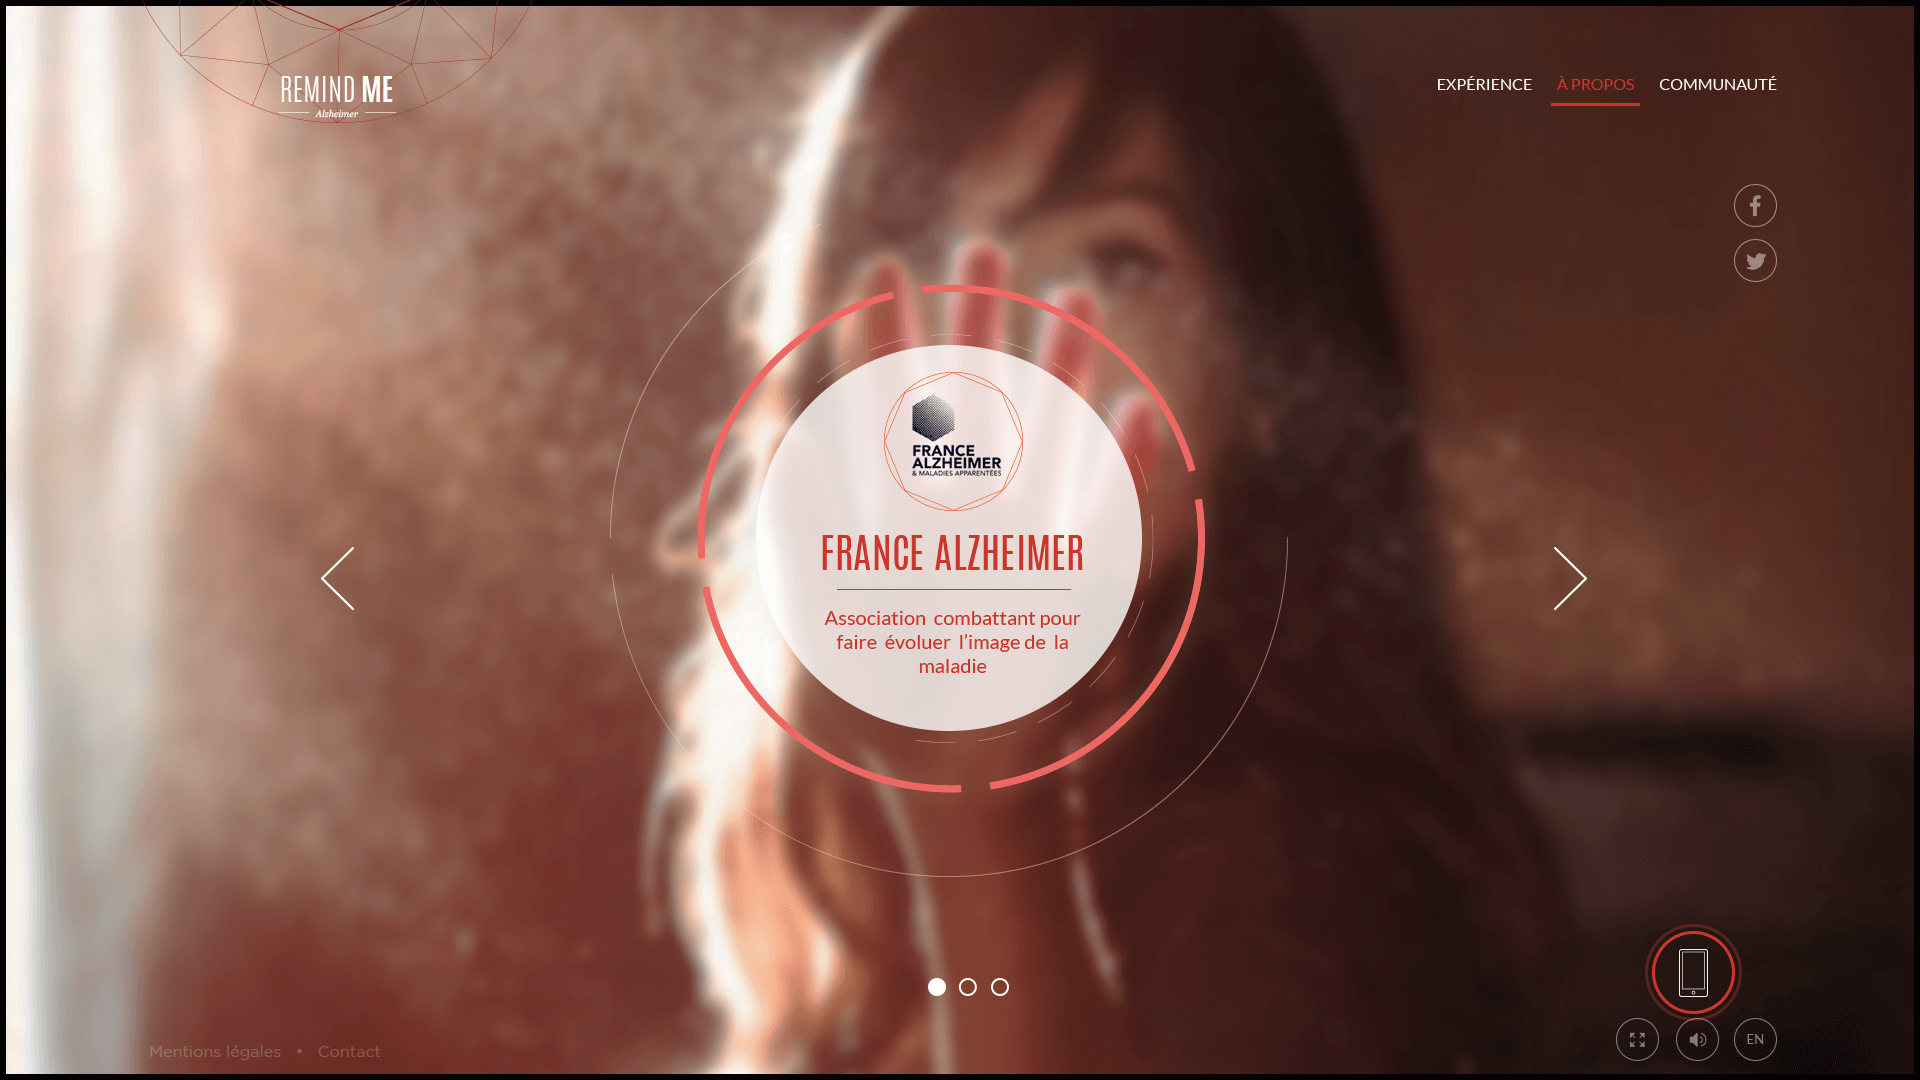 REMIND ME
Alzheimer
EXPÉRIENCE À PROPOS COMMUNAUTÉ
FRANCE
ALZHEIMER
& MALADIES APPARENTÉES
FRANCE ALZHEIMER
Association combattant pour
faire évoluer l’image de la
maladie
Mentions légales • Contact
EN